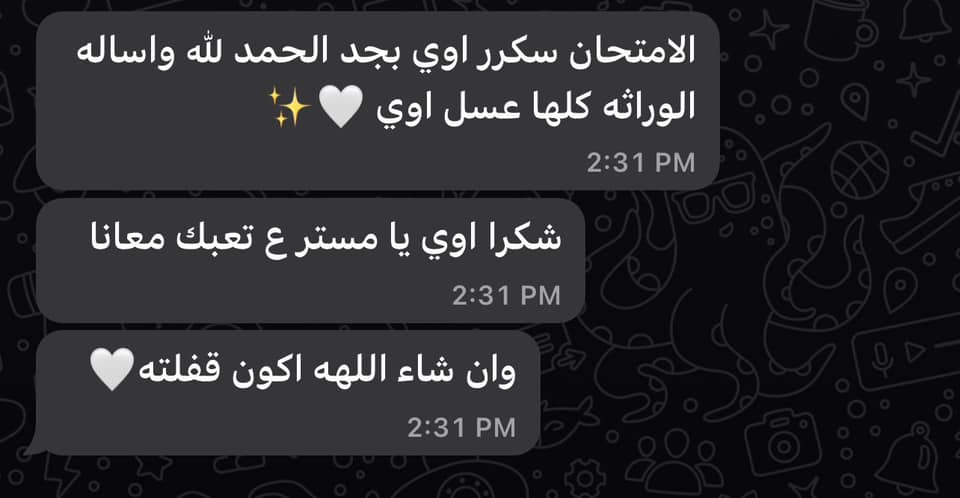 الامتحان سكرر اوي بجد الحمد لله واساله
الوراثه كلها عسل اوي 🤍✨
2:31 PM
شكرا اوي يا مستر ع تعبك معانا
2:31 PM
وان شاء اللهه اكون قفلته🤍
2:31 PM